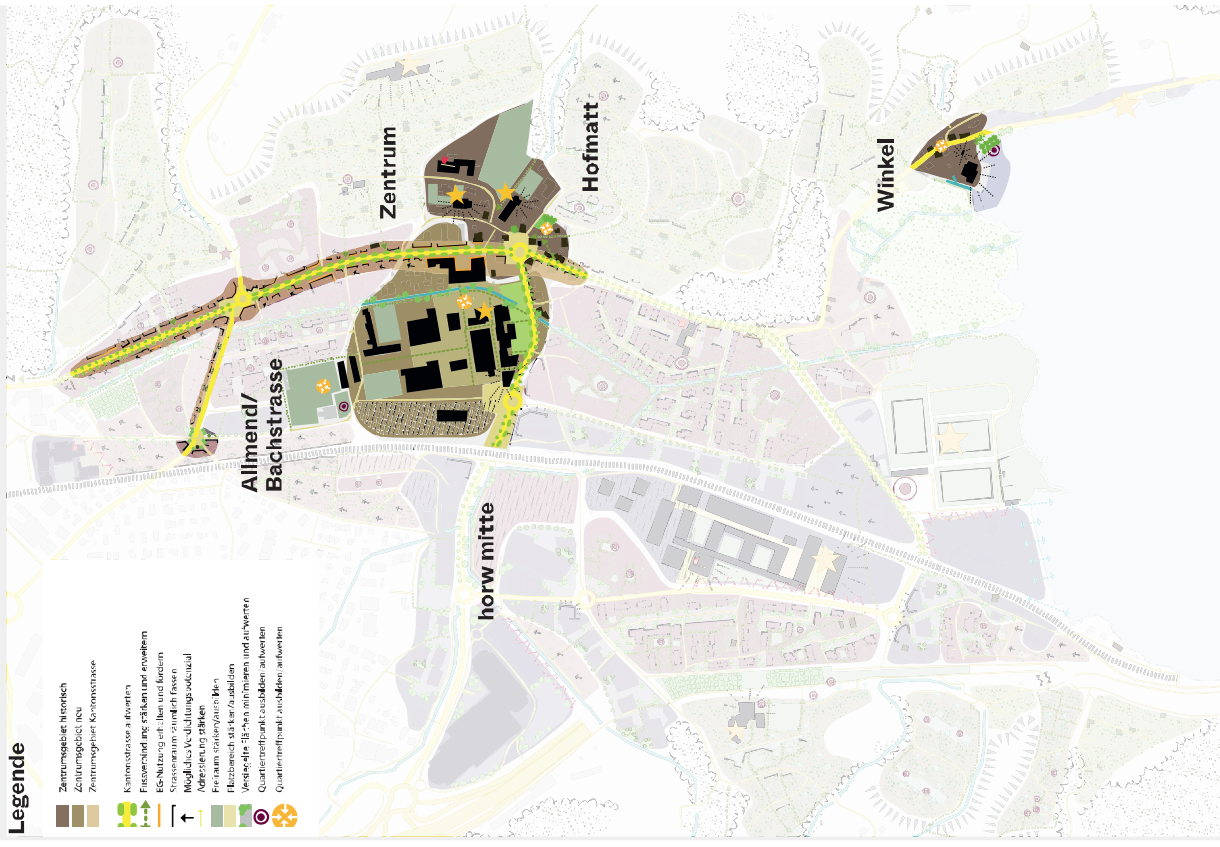 Legende
Zentrumsgebiet historisch
Zentrumsgebiet neu
Zentrumsgebiet Kantonsstrasse
Kantonsstrasse aufwerten
Fussverbindung stärken und erweitern
EG-Nutzung erhalten und fördern
Strassenraum räumlich fassen
Mögliches Verdichtungspotenzial
Adressierung stärken
Freiraum stärken/ausbilden
Platzbereich stärken/ausbilden
Versiegelte Flächen minimieren und aufwerten
Quartiertreffpunkt ausbilden/aufwerten
Quartiertreffpunkt ausbilden/aufwerten
Allmend/
Bachstrasse
Zentrum
horw mitte
Hofmatt
Winkel